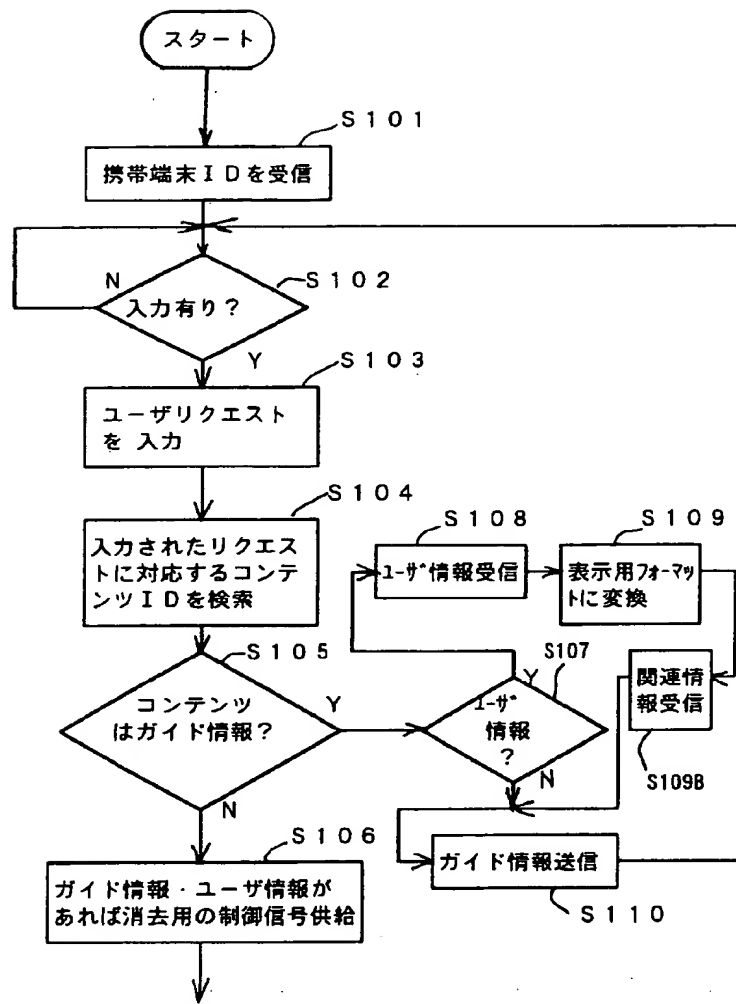 スタート
S101
携帯端末IDを受信
N
S102
入力有り?
Y
S103
ユーザリクエスト
を 入力
S104
入力されたリクエス
トに対応するコンテ
ンツIDを検索
S108
ﾕｰｻﾞ情報受信
S109
表示用ﾌｫｰﾏｯ
ﾄに変換
S105
コンテンツ
はガイド情報?
Y
N
S107
Y
ﾕｰｻﾞ
情報
?
N
関連情
報受信
S109B
S106
ガイド情報・ユーザ情報が
あれば消去用の制御信号供給
ガイド情報送信
S110